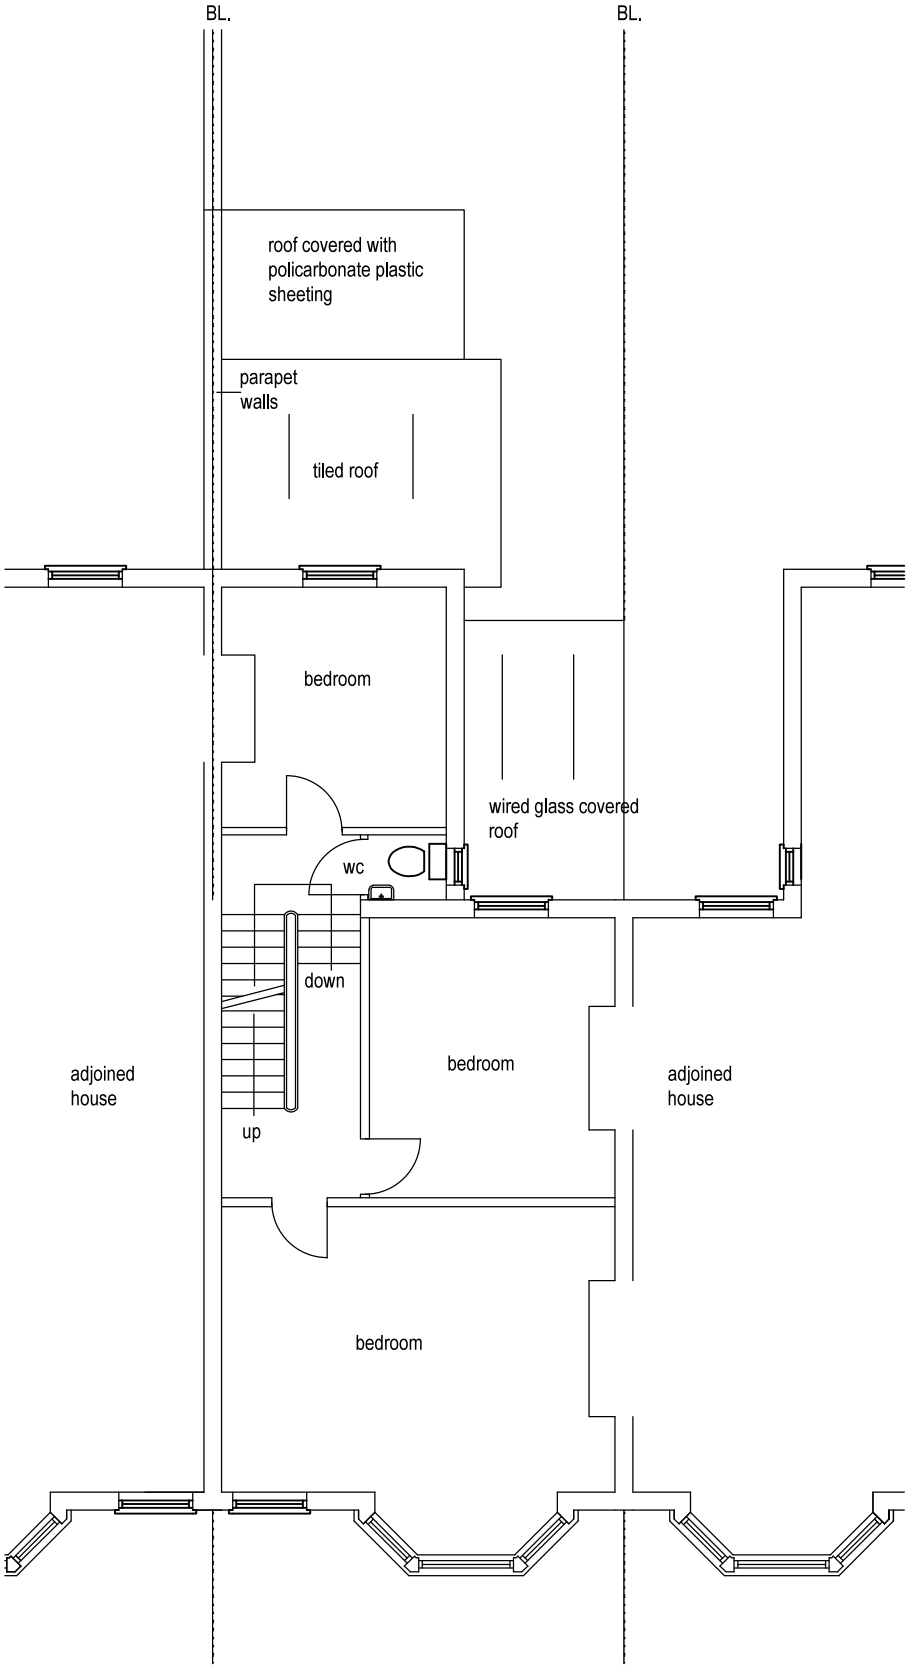 BL.
BL.
roof covered with
policarbonate plastic
sheeting
parapet
walls
tiled roof
bedroom
wired glass covered
roof
wc
down
bedroom
adjoined
house
adjoined
house
up
bedroom